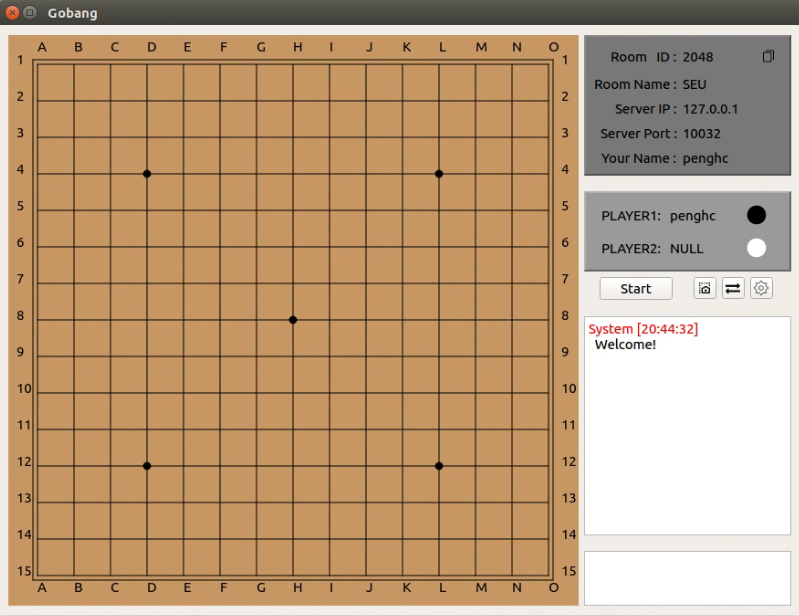 Gobang
A B C D E F G H I J K L M N O
1 1
2 2
3 3
4 4
5 5
6 6
7 7
8 8
9 9
10 10
11 11
12 12
13 13
14 14
15 15
A B C D E F G H I J K L M N O
Room ID : 2048
Room Name : SEU
Server IP : 127.0.0.1
Server Port : 10032
Your Name : penghc
PLAYER1: penghc
PLAYER2: NULL
Start
System [20:44:32]
Welcome!